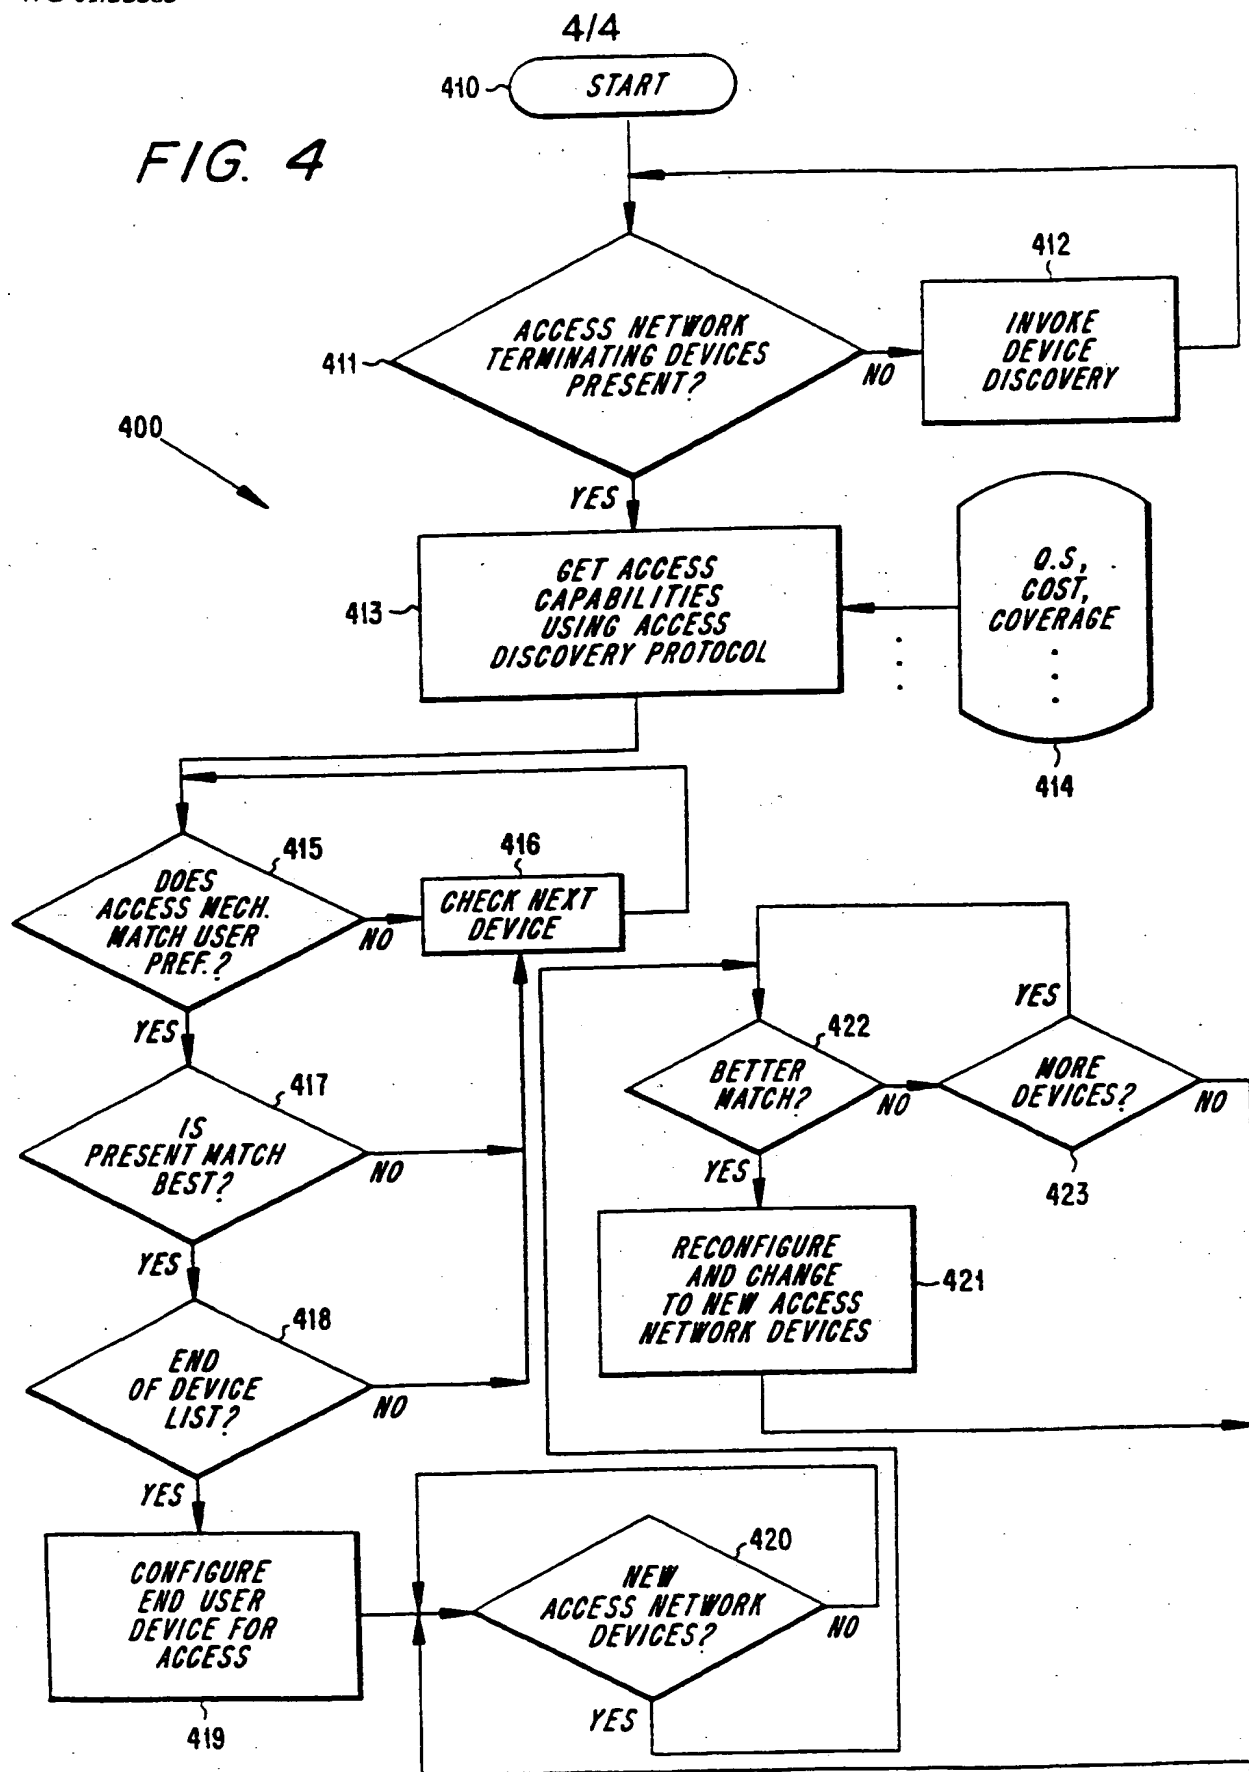 4/4
410
START
FIG. 4
412
INVOKE
DEVICE
DISCOVERY
ACCESS NETWORK
TERMINATING DEVICES
PRESENT?
411
NO
400
YES
GET ACCESS
CAPABILITIES
USING ACCESS
DISCOVERY PROTOCOL
413
Q.S,
COST,
COVERAGE
414
415
DOES
ACCESS MECH.
MATCH USER
PREF.?
NO
416
CHECK NEXT
DEVICE
YES
417
IS
PRESENT MATCH
BEST?
NO
YES
422
BETTER
MATCH?
NO
YES
MORE
DEVICES?
NO
423
YES
RECONFIGURE
AND CHANGE
TO NEW ACCESS
NETWORK DEVICES
421
418
END
OF DEVICE
LIST?
NO
YES
CONFIGURE
END USER
DEVICE FOR
ACCESS
419
420
NEW
ACCESS NETWORK
DEVICES?
NO
YES